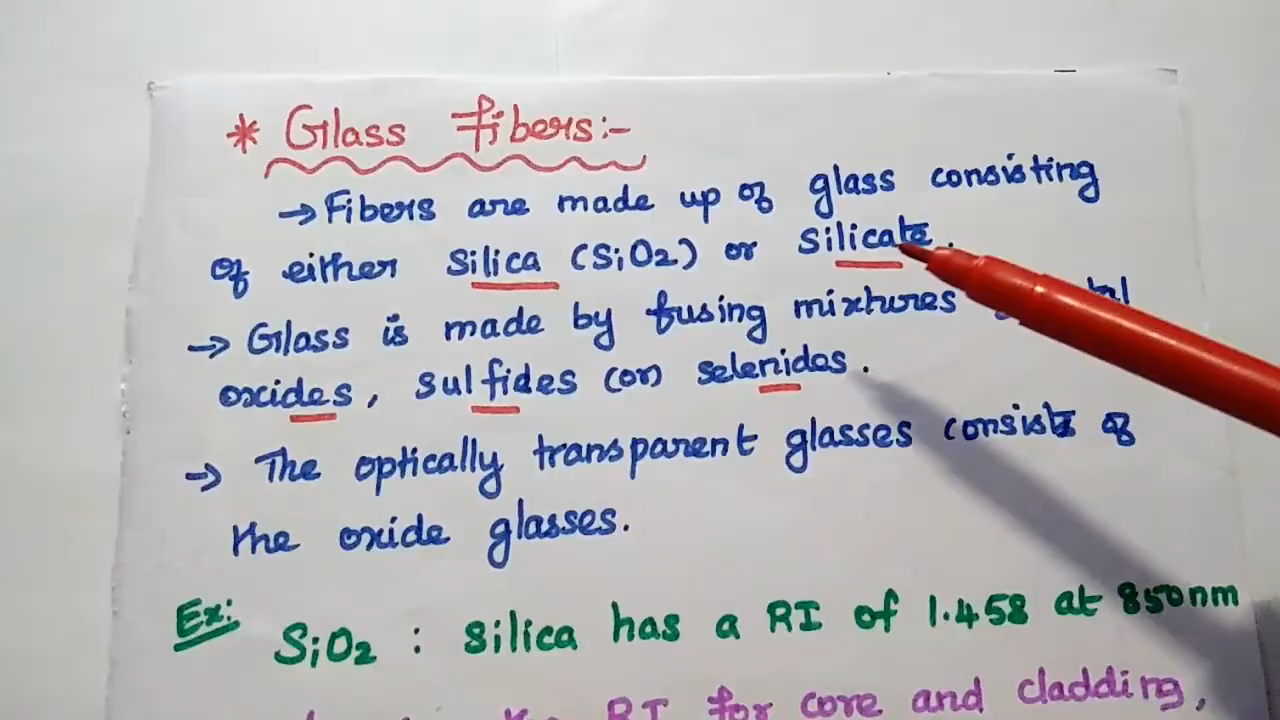 * Glass Fibers:-
→ Fibers are made up of glass consisting
of either Silica (SiO2) or Silicate.
→ Glass is made by fusing mixtures
oxides, sulfides (or) selenides.
→ The optically transparent glasses consists of
the oxide glasses.
Ex:
SiO2 : Silica has a RI of 1.458 at 850nm
RI for core and cladding,